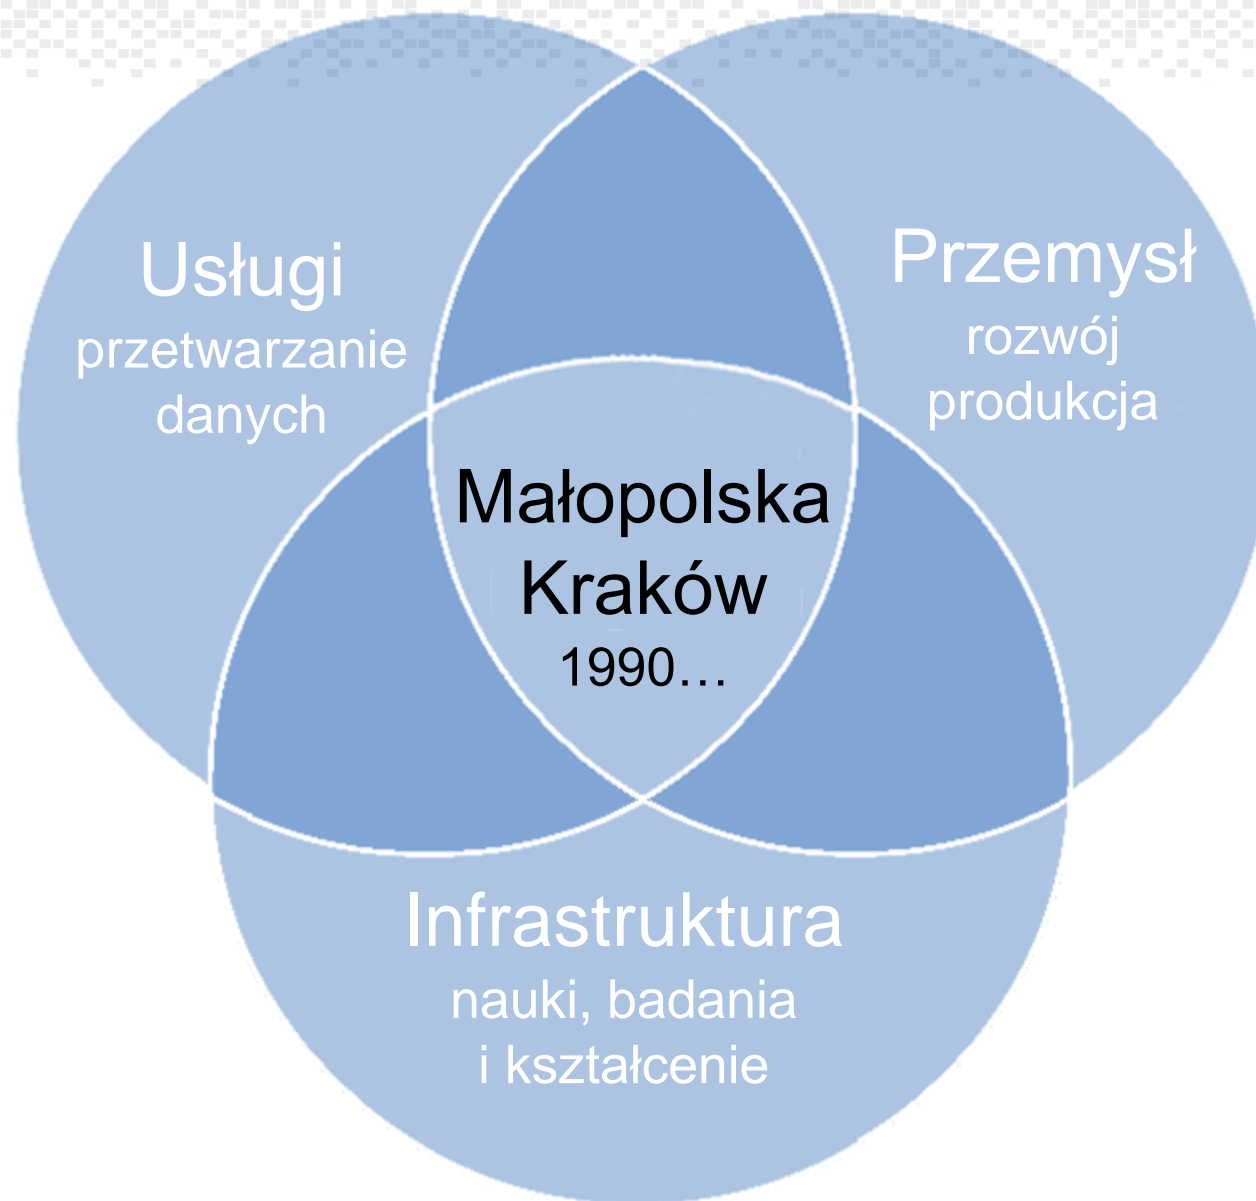 Usługi
przetwarzanie
danych
Przemysł
rozwój
produkcja
Małopolska
Kraków
1990…
Infrastruktura
nauki, badania
i kształcenie